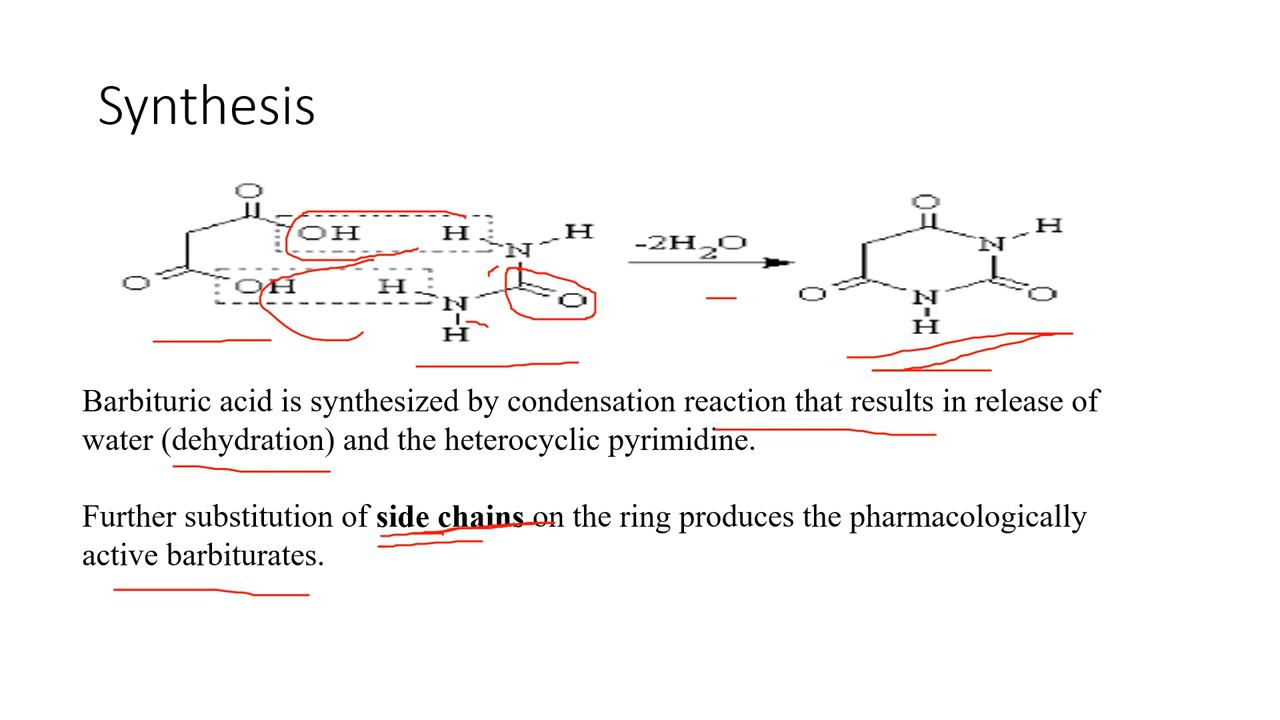 Synthesis
O
OH H N H
-2H₂O
O OH H N O
H
O
H
N
O N O
H
Barbituric acid is synthesized by condensation reaction that results in release of
water (dehydration) and the heterocyclic pyrimidine.
Further substitution of side chains on the ring produces the pharmacologically
active barbiturates.